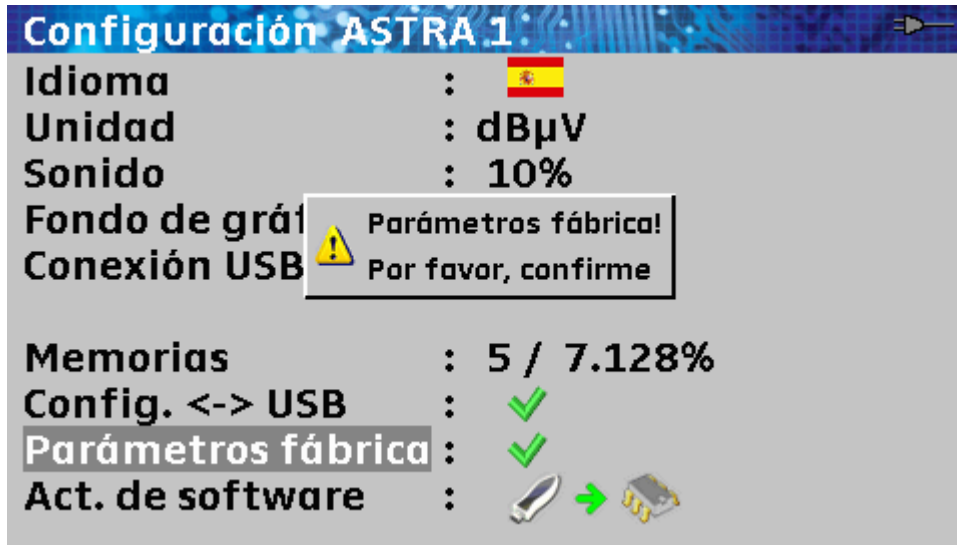 Configuración ASTRA 1
Idioma :
Unidad : dBµV
Sonido : 10%
Fondo de
Conexión USB
Parámetros fábrica!
Por favor, confirme
Memorias : 5 / 7.128%
Config. <-> USB :
Parámetros fábrica :
Act. de software :